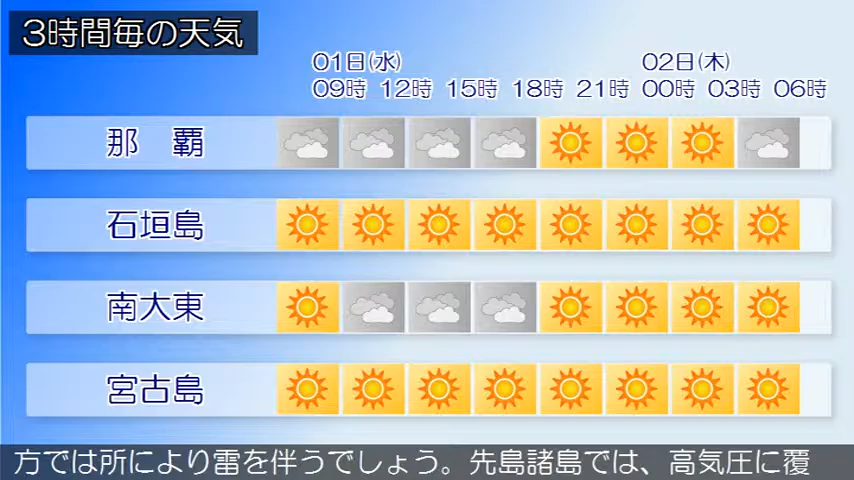 3時間毎の天気
01日(水) 02日(木)
09時 12時 15時 18時 21時 00時 03時 06時
那 覇
石垣島
南大東
宮古島
方では所により雷を伴うでしょう。先島諸島では、高気圧に覆